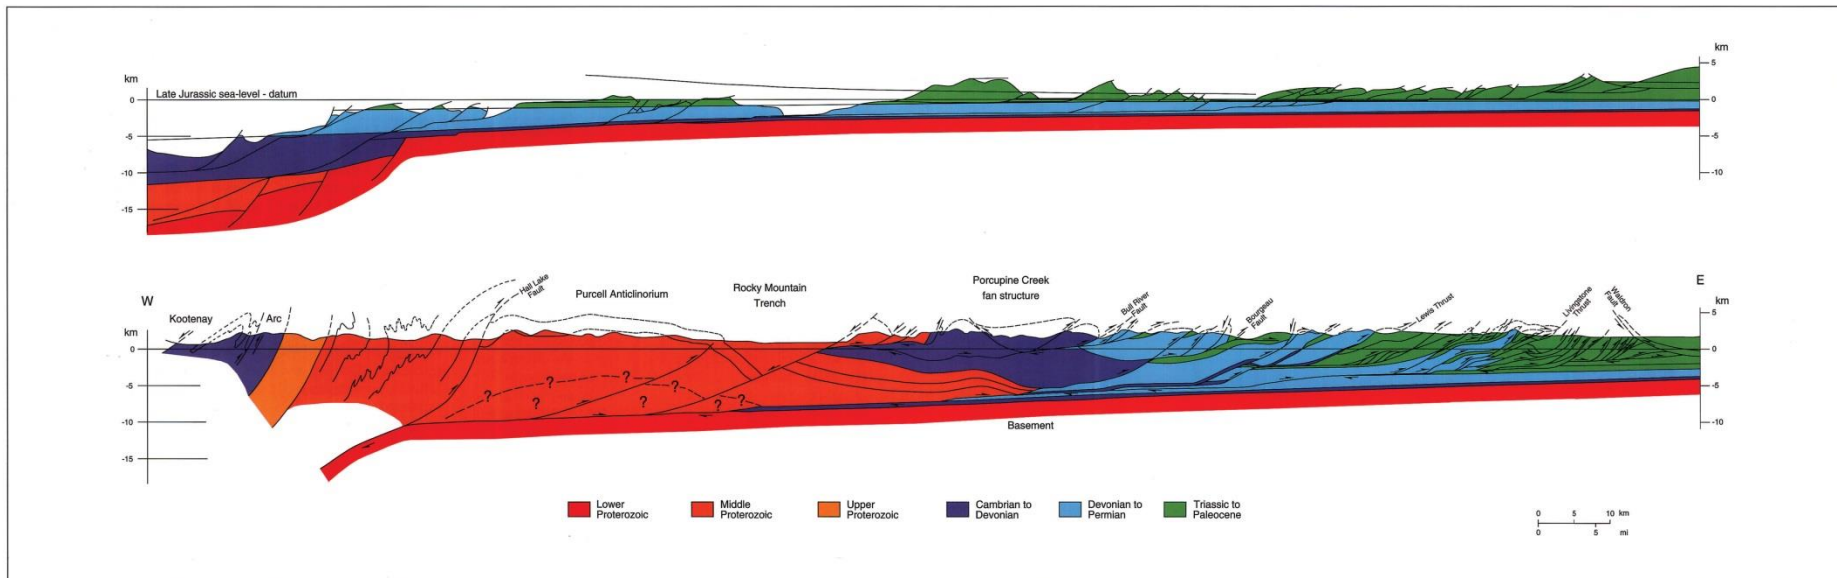 km
km
5
Late Jurassic sea-level - datum
0
0
-5
-5
-10
-10
-15
W
E
Kootenay
Arc
Hall Lake
Fault
Purcell Anticlinorium
Rocky Mountain
Trench
Porcupine Creek
fan structure
Bull River
Fault
Bourgeau
Fault
Lewis Thrust
Livingstone
Thrust
Waldron
Fault
km
km
5
0
0
-5
-5
-10
-10
-15
? ? ? ?
? ? ? ? ?
Basement
Lower
Proterozoic
Middle
Proterozoic
Upper
Proterozoic
Cambrian to
Devonian
Devonian to
Permian
Triassic to
Paleocene
0 5 10 km
0 5 mi